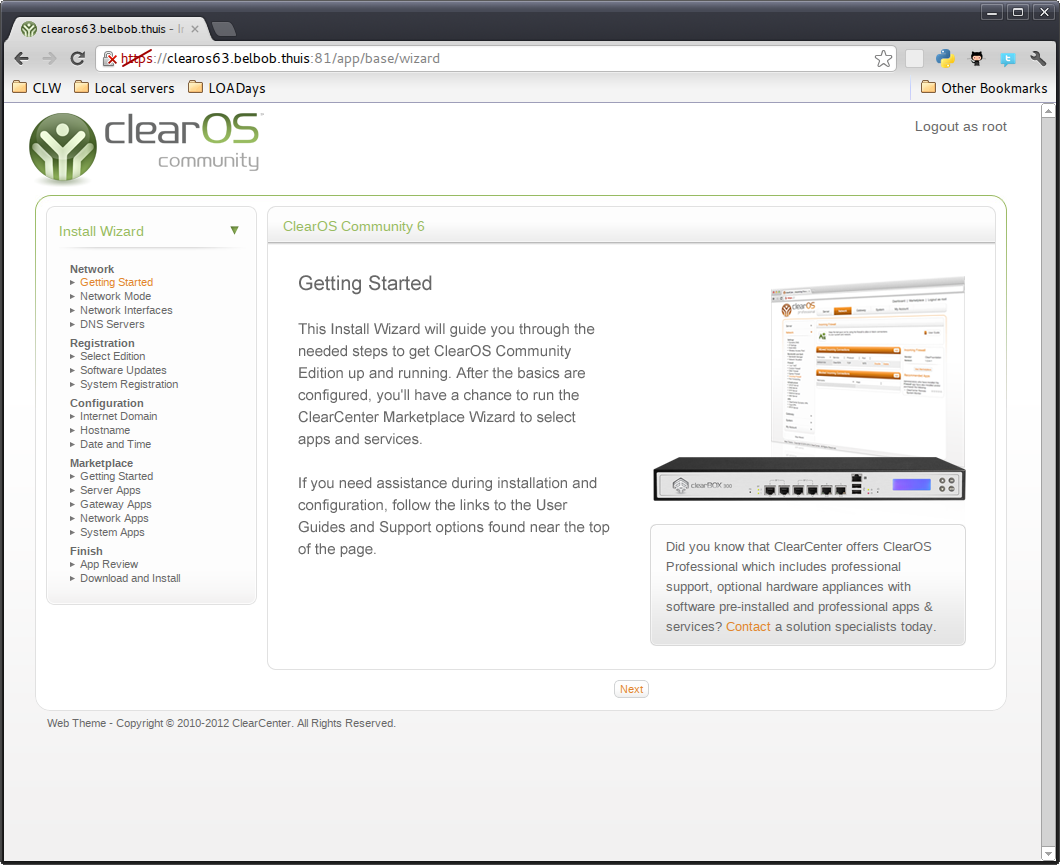 clearos63.belbob.thuis - I
https://clearos63.belbob.thuis:81/app/base/wizard
CLW Local servers LOADays Other Bookmarks
clearOS
community
Logout as root
Install Wizard
Network
Getting Started
Network Mode
Network Interfaces
DNS Servers
Registration
Select Edition
Software Updates
System Registration
Configuration
Internet Domain
Hostname
Date and Time
Marketplace
Getting Started
Server Apps
Gateway Apps
Network Apps
System Apps
Finish
App Review
Download and Install
ClearOS Community 6
Getting Started
This Install Wizard will guide you through the
needed steps to get ClearOS Community
Edition up and running. After the basics are
configured, you'll have a chance to run the
ClearCenter Marketplace Wizard to select
apps and services.
If you need assistance during installation and
configuration, follow the links to the User
Guides and Support options found near the top
of the page.
clearOS
clearBOX 300
Did you know that ClearCenter offers ClearOS
Professional which includes professional
support, optional hardware appliances with
software pre-installed and professional apps &
services? Contact a solution specialists today.
Next
Web Theme - Copyright © 2010-2012 ClearCenter. All Rights Reserved.